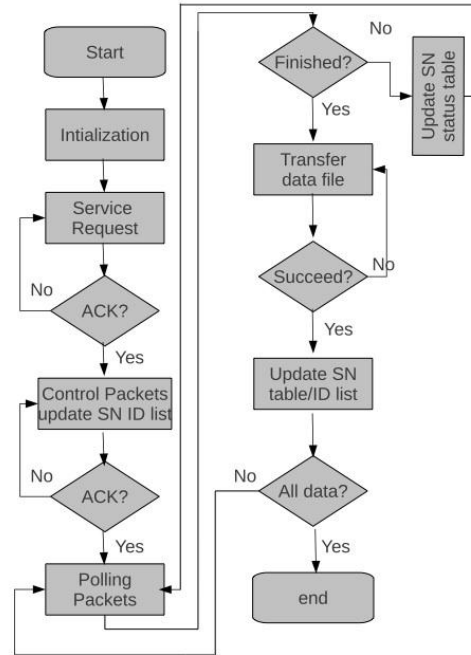 Start
Intialization
Service
Request
No
ACK?
Yes
Control Packets
update SN ID list
No
ACK?
Yes
Polling
Packets
Finished?
No
Update SN
status table
Yes
Transfer
data file
Succeed?
No
Yes
Update SN
table/ID list
No
All data?
Yes
end